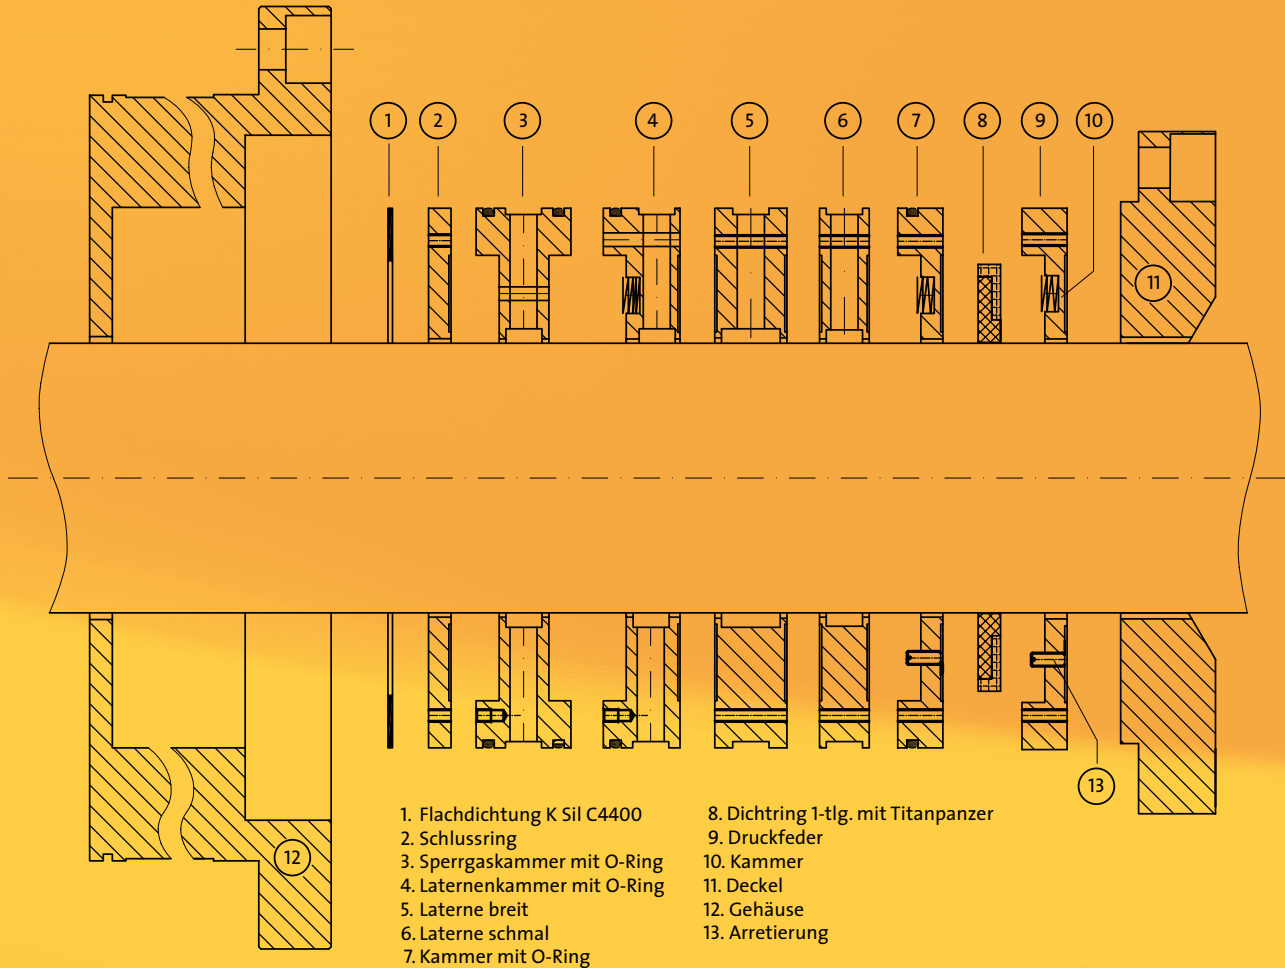 1 2 3 4 5 6 7 8 9 10
11
12
13
1. Flachdichtung K Sil C4400
2. Schlussring
3. Sperrgaskammer mit O-Ring
4. Laternenkammer mit O-Ring
5. Laterne breit
6. Laterne schmal
7. Kammer mit O-Ring
8. Dichtring 1-tlg. mit Titanpanzer
9. Druckfeder
10. Kammer
11. Deckel
12. Gehäuse
13. Arretierung